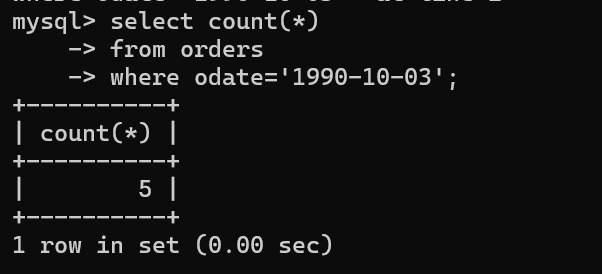 mysql> select count(*)
    -> from orders
    -> where odate='1990-10-03';
+----------+
| count(*) |
+----------+
|        5 |
+----------+
1 row in set (0.00 sec)